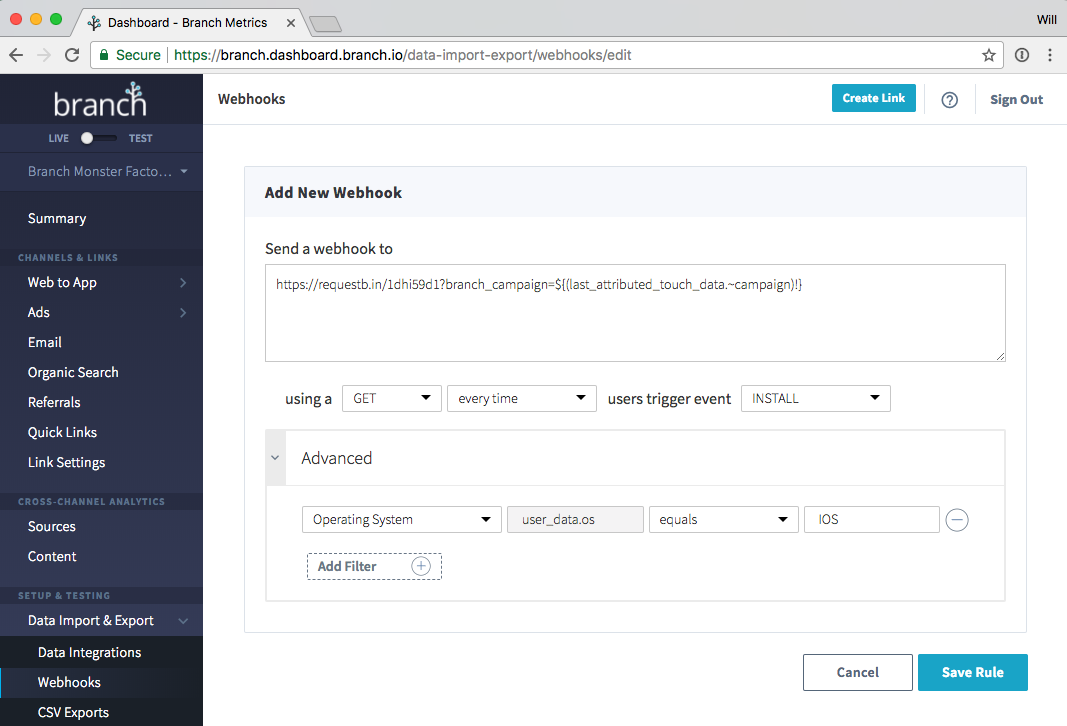 Dashboard - Branch Metrics
Will
Secure https://branch.dashboard.branch.io/data-import-export/webhooks/edit
branch
LIVE TEST
Branch Monster Facto...
Summary
CHANNELS & LINKS
Web to App
Ads
Email
Organic Search
Referrals
Quick Links
Link Settings
CROSS-CHANNEL ANALYTICS
Sources
Content
SETUP & TESTING
Data Import & Export
Data Integrations
Webhooks
CSV Exports
Webhooks
Create Link
Sign Out
Add New Webhook
Send a webhook to
https://requestb.in/1dhi59d1?branch_campaign=${(last_attributed_touch_data.~campaign)!}
using a GET every time users trigger event INSTALL
Advanced
Operating System user_data.os equals IOS
Add Filter
Cancel Save Rule